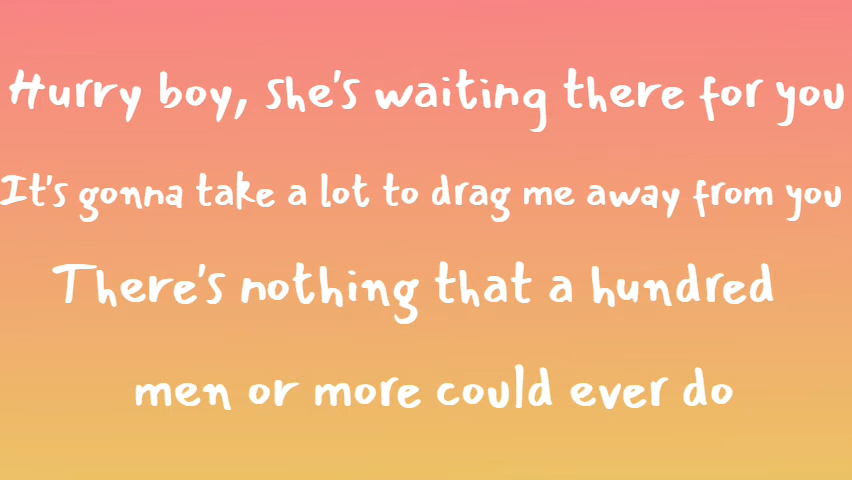 Hurry boy, she's waiting there for you
It's gonna take a lot to drag me away from you
There's nothing that a hundred
men or more could ever do